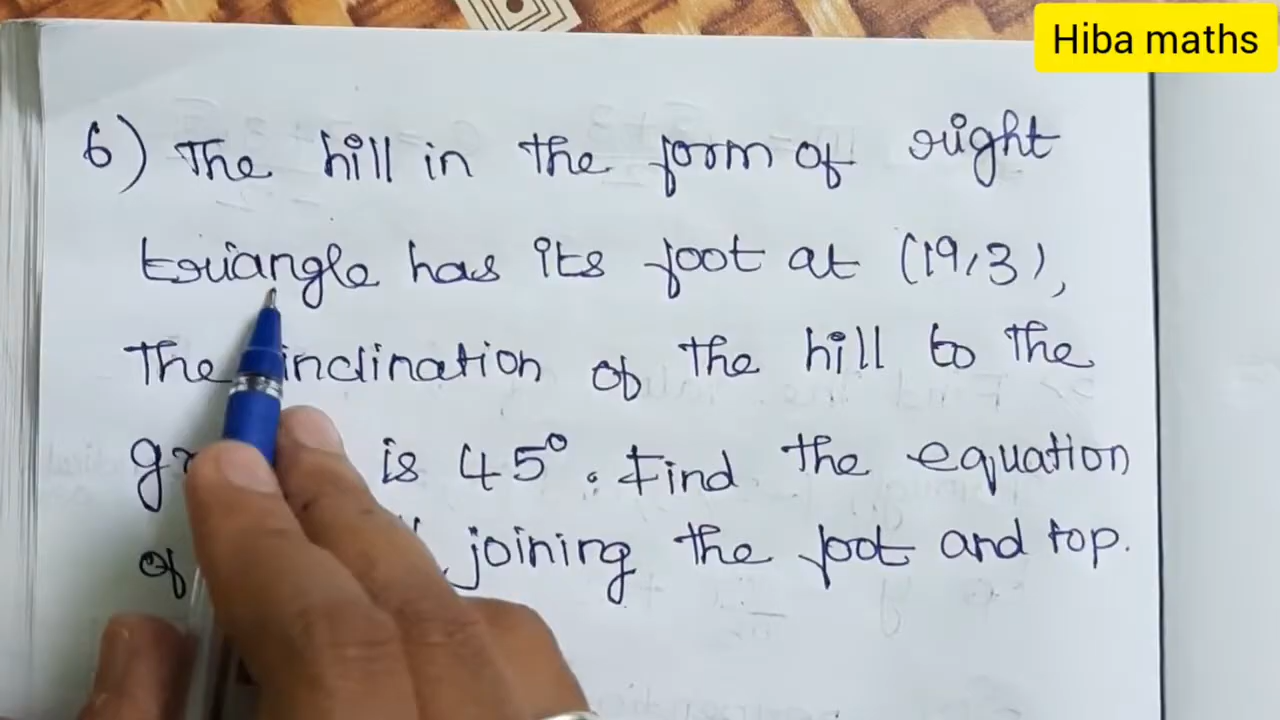 Hiba maths
6) The hill in the form of right
triangle has its foot at (19,3),
The inclination of the hill to the
is 45°. Find the equation
of joining the foot and top.